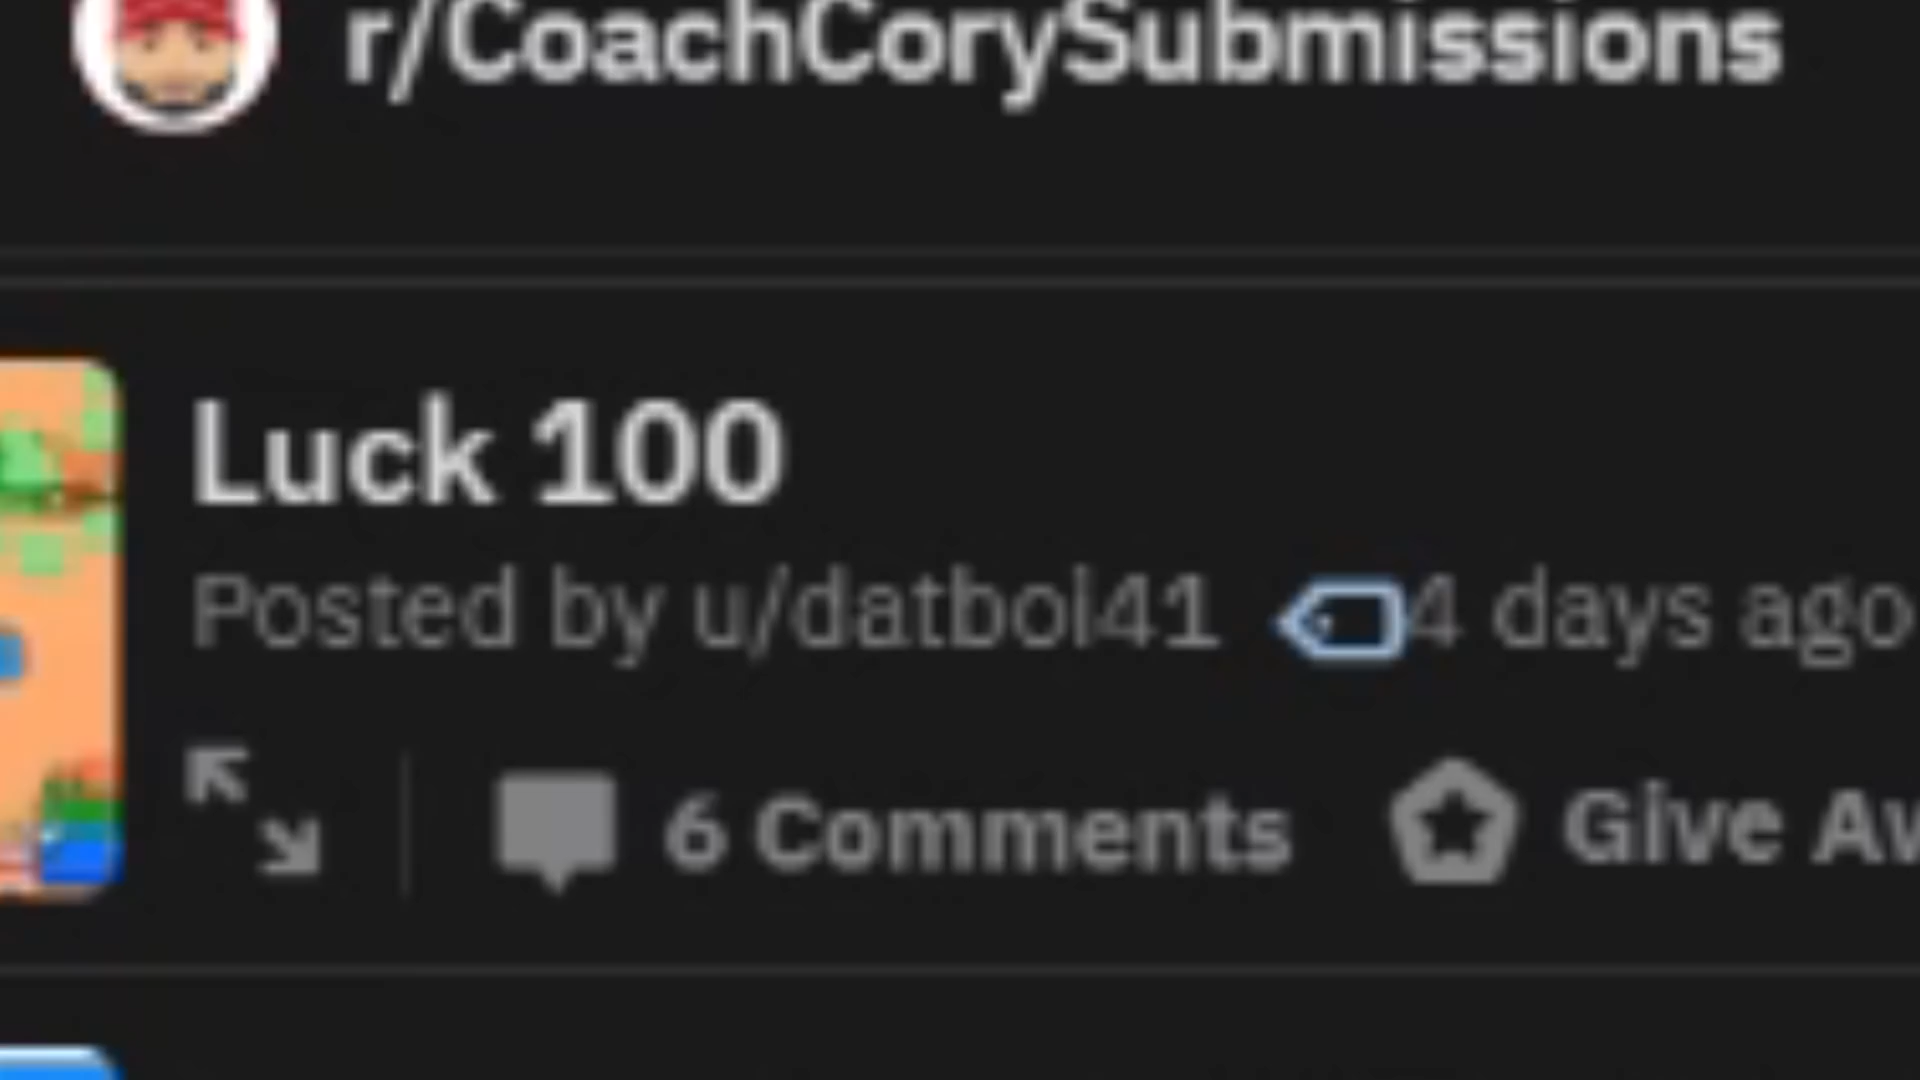 r/CoachCorySubmissions
Luck 100
Posted by u/datboi41 4 days ago
6 Comments Give Aw